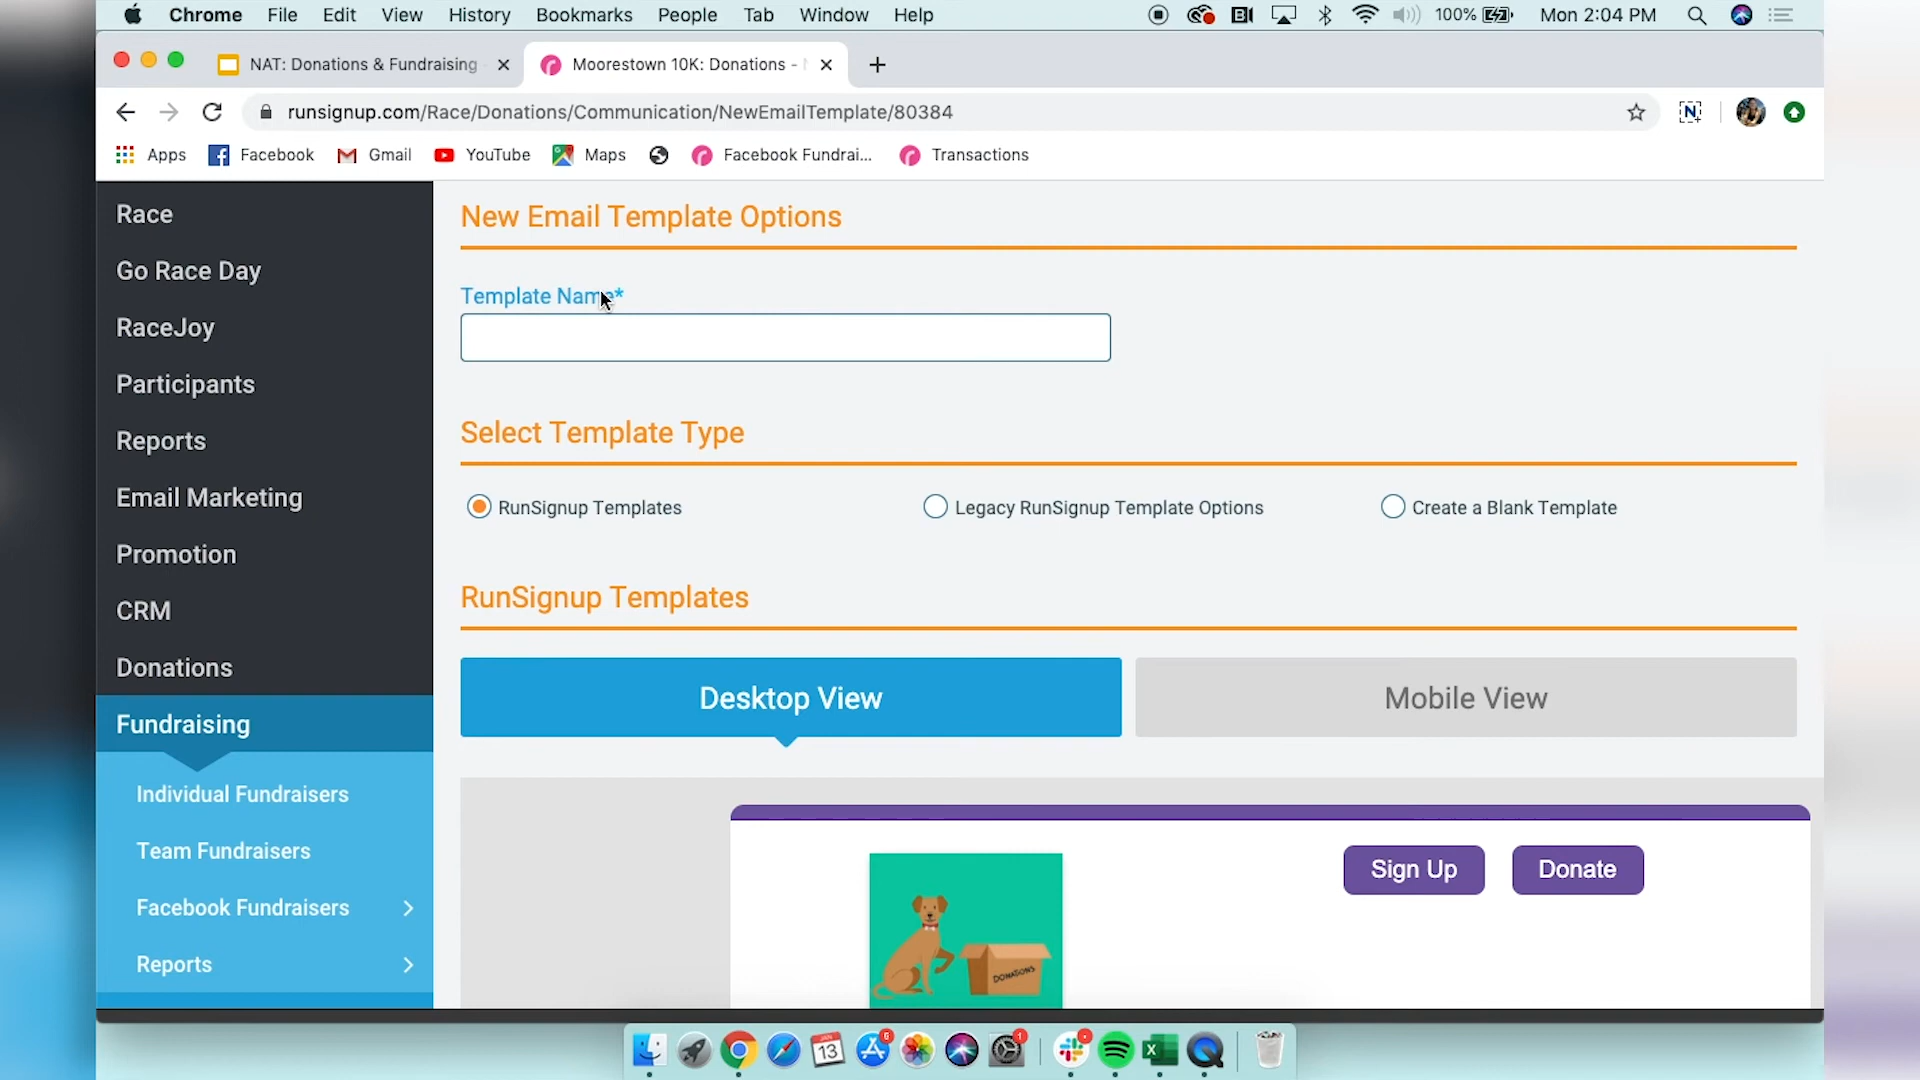 Chrome File Edit View History Bookmarks People Tab Window Help 100% Mon 2:04 PM
NAT: Donations & Fundraising Moorestown 10K: Donations -
runsignup.com/Race/Donations/Communication/NewEmailTemplate/80384
Apps Facebook Gmail YouTube Maps Facebook Fundrai... Transactions
Race
Go Race Day
RaceJoy
Participants
Reports
Email Marketing
Promotion
CRM
Donations
Fundraising
Individual Fundraisers
Team Fundraisers
Facebook Fundraisers
Reports
New Email Template Options
Template Name*
Select Template Type
RunSignup Templates Legacy RunSignup Template Options Create a Blank Template
RunSignup Templates
Desktop View Mobile View
Sign Up Donate
DONATIONS
13